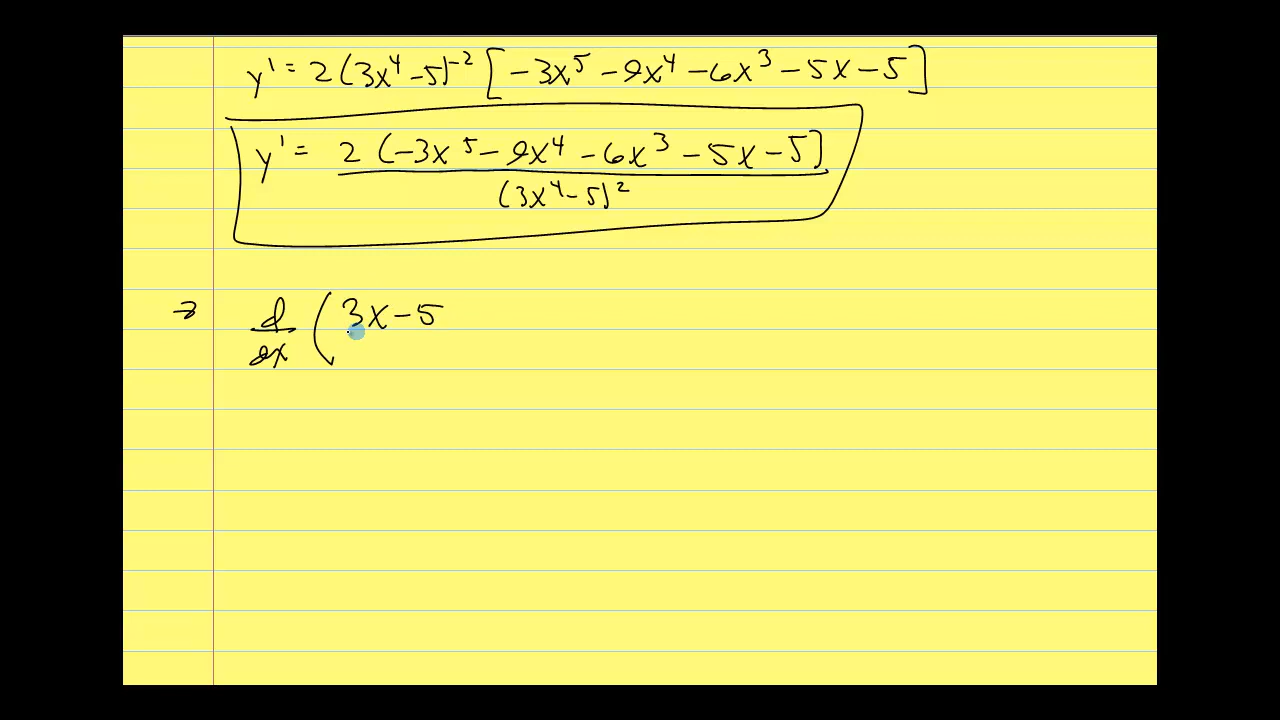 y' = 2(3x⁴ - 5)⁻² [-3x⁵ - 9x⁴ - 6x³ - 5x - 5]
y' = 2 (-3x⁵ - 9x⁴ - 6x³ - 5x - 5]
(3x⁴ - 5)²
→ d ( 3x - 5
dx